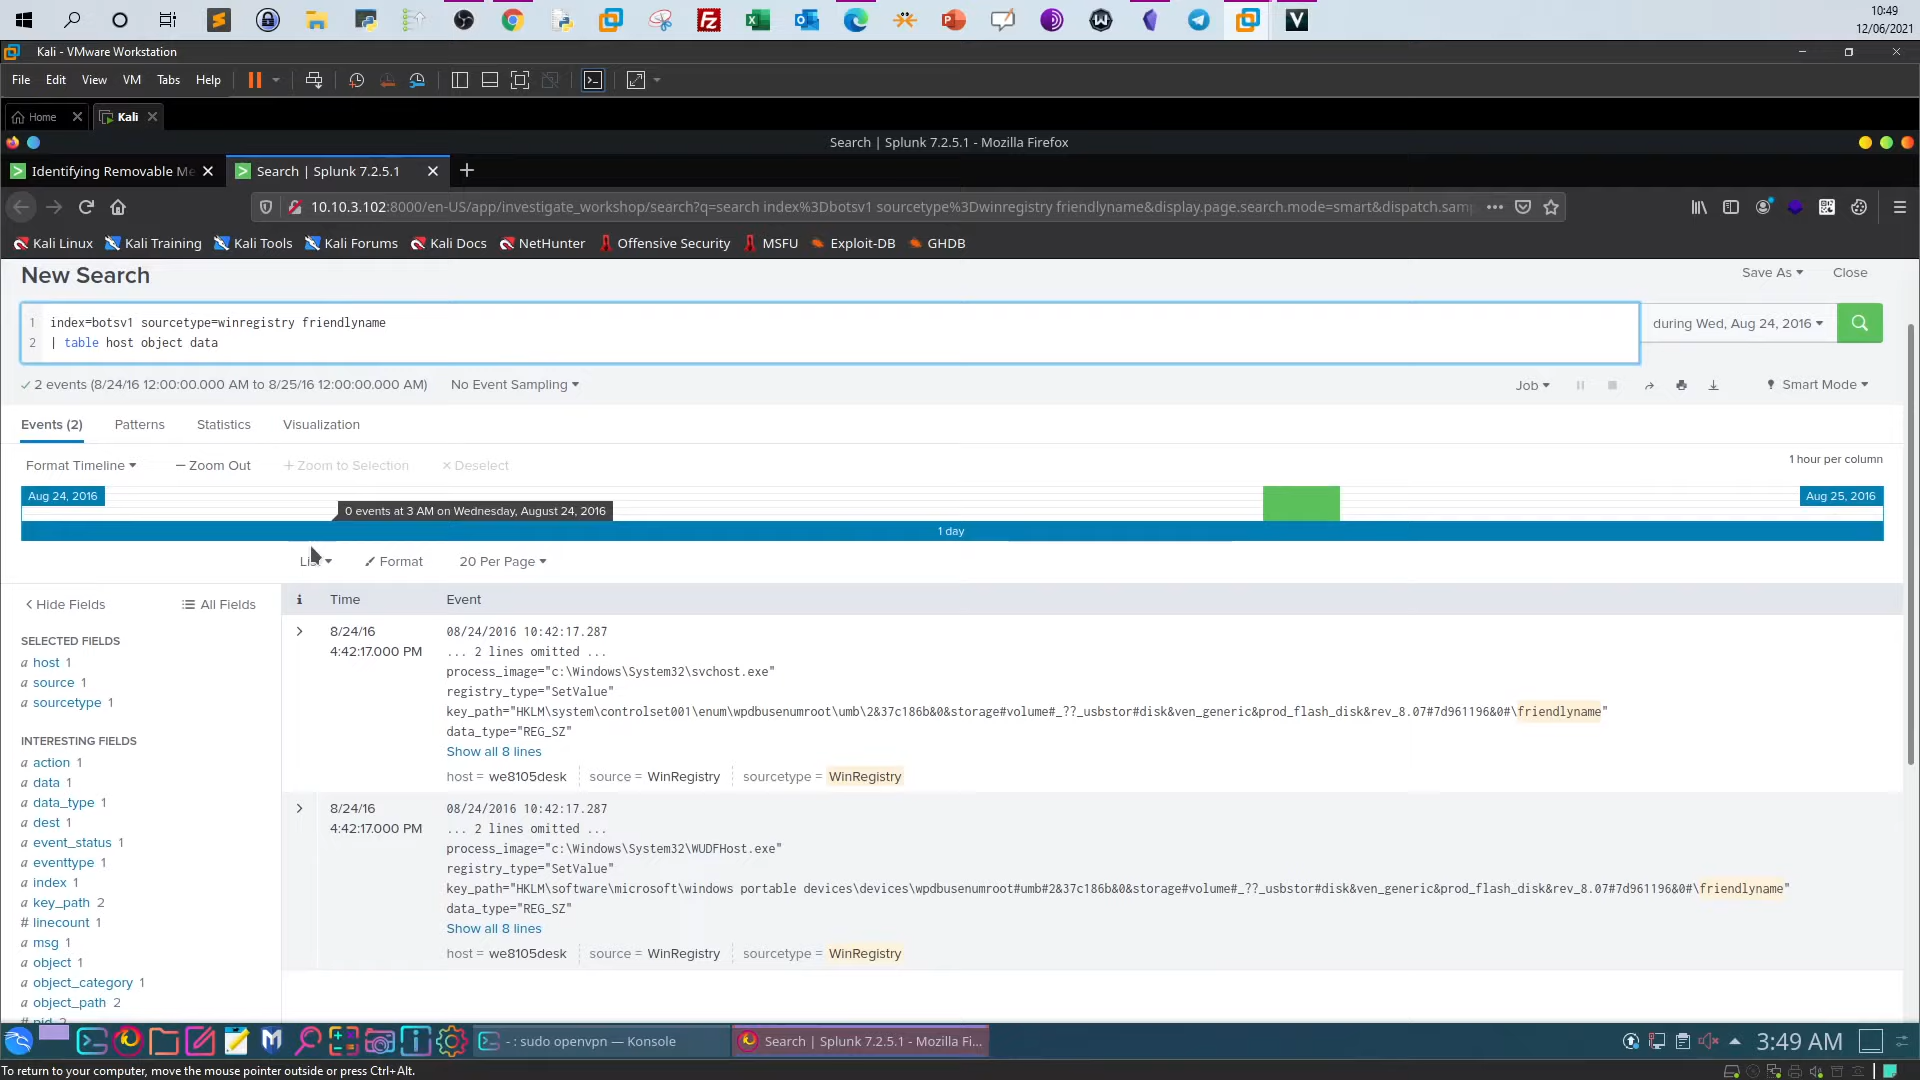 10:49
12/06/2021
Kali - VMware Workstation
File Edit View VM Tabs Help
Home Kali
Search | Splunk 7.2.5.1 - Mozilla Firefox
Identifying Removable Me Search | Splunk 7.2.5.1
10.10.3.102:8000/en-US/app/investigate_workshop/search?q=search index%3Dbotsv1 sourcetype%3Dwinregistry friendlyname&display.page.search.mode=smart&dispatch.sam
Kali Linux Kali Training Kali Tools Kali Forums Kali Docs NetHunter Offensive Security MSFU Exploit-DB GHDB
New Search
Save As Close
1 index=botsv1 sourcetype=winregistry friendlyname
2 | table host object data
during Wed, Aug 24, 2016
2 events (8/24/16 12:00:00.000 AM to 8/25/16 12:00:00.000 AM) No Event Sampling
Job Smart Mode
Events (2) Patterns Statistics Visualization
Format Timeline — Zoom Out + Zoom to Selection × Deselect
1 hour per column
Aug 24, 2016
Aug 25, 2016
0 events at 3 AM on Wednesday, August 24, 2016
1 day
List Format 20 Per Page
< Hide Fields All Fields
i Time Event
SELECTED FIELDS
a host 1
a source 1
a sourcetype 1
INTERESTING FIELDS
a action 1
a data 1
a data_type 1
a dest 1
a event_status 1
a eventtype 1
a index 1
a key_path 2
# linecount 1
a msg 1
a object 1
a object_category 1
a object_path 2
# pid 2
8/24/16
4:42:17.000 PM
08/24/2016 10:42:17.287
... 2 lines omitted ...
process_image="c:\Windows\System32\svchost.exe"
registry_type="SetValue"
key_path="HKLM\system\controlset001\enum\wpdbusenumroot\umb\2&37c186b&0&storage#volume#_??_usbstor#disk&ven_generic&prod_flash_disk&rev_8.07#7d961196&0#\friendlyname"
data_type="REG_SZ"
Show all 8 lines
host = we8105desk source = WinRegistry sourcetype = WinRegistry
8/24/16
4:42:17.000 PM
08/24/2016 10:42:17.287
... 2 lines omitted ...
process_image="c:\Windows\System32\WUDFHost.exe"
registry_type="SetValue"
key_path="HKLM\software\microsoft\windows portable devices\devices\wpdbusenumroot#umb#2&37c186b&0&storage#volume#_??_usbstor#disk&ven_generic&prod_flash_disk&rev_8.07#7d961196&0#\friendlyname"
data_type="REG_SZ"
Show all 8 lines
host = we8105desk source = WinRegistry sourcetype = WinRegistry
- : sudo openvpn — Konsole
Search | Splunk 7.2.5.1 - Mozilla Fi...
3:49 AM
To return to your computer, move the mouse pointer outside or press Ctrl+Alt.